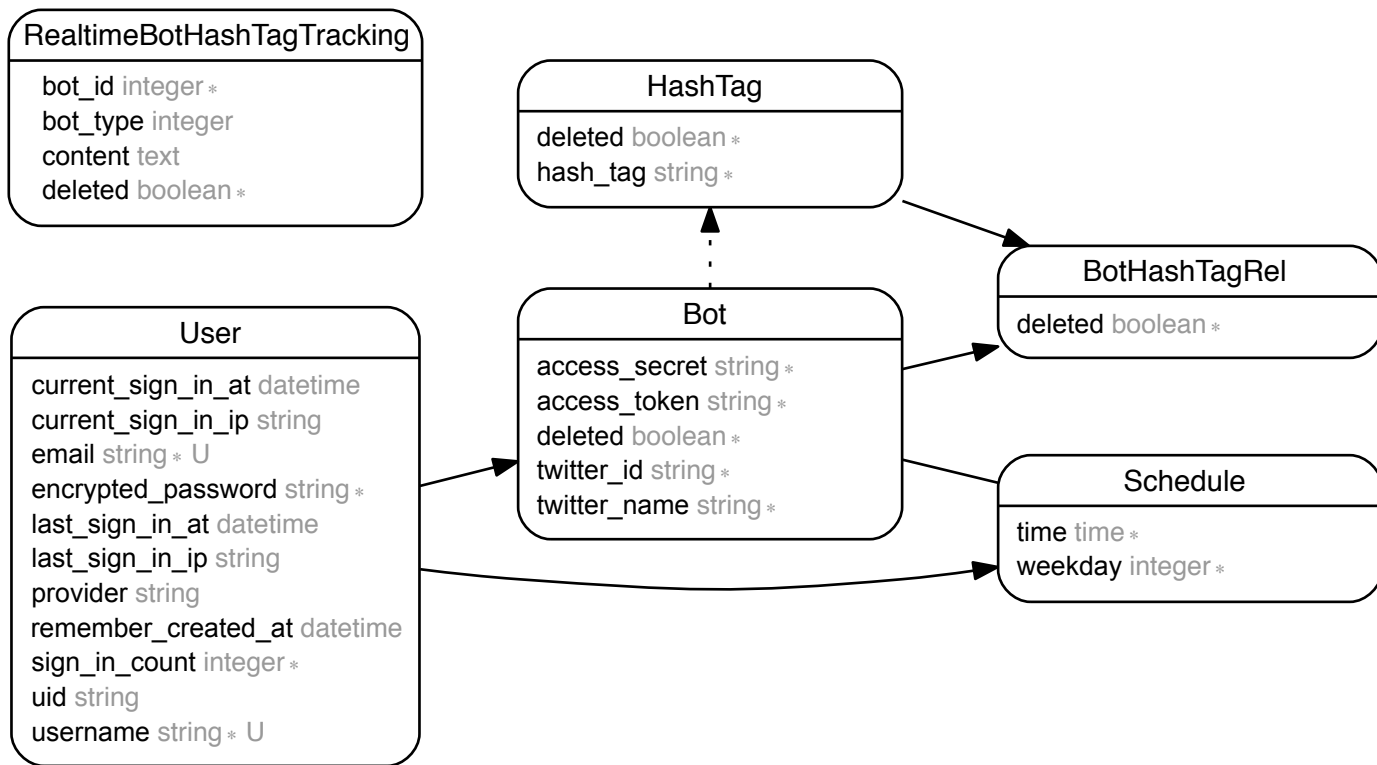 RealtimeBotHashTagTracking
bot_id integer *
bot_type integer
content text
deleted boolean *
HashTag
deleted boolean *
hash_tag string *
BotHashTagRel
deleted boolean *
User
current_sign_in_at datetime
current_sign_in_ip string
email string * U
encrypted_password string *
last_sign_in_at datetime
last_sign_in_ip string
provider string
remember_created_at datetime
sign_in_count integer *
uid string
username string * U
Bot
access_secret string *
access_token string *
deleted boolean *
twitter_id string *
twitter_name string *
Schedule
time time *
weekday integer *